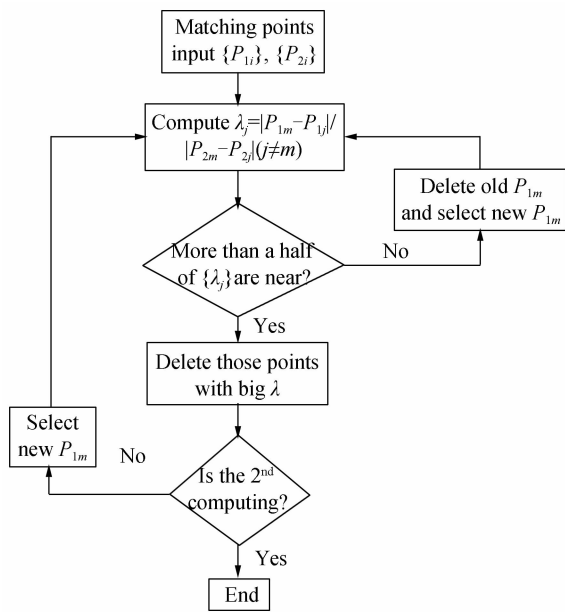 Matching points
input {P1i}, {P2i}
Compute λj=|P1m−P1j|/
|P2m−P2j|(j≠m)
Delete old P1m
and select new P1m
More than a half
of {λj}are near?
No
Yes
Delete those points
with big λ
Select
new P1m
No
Is the 2nd
computing?
Yes
End